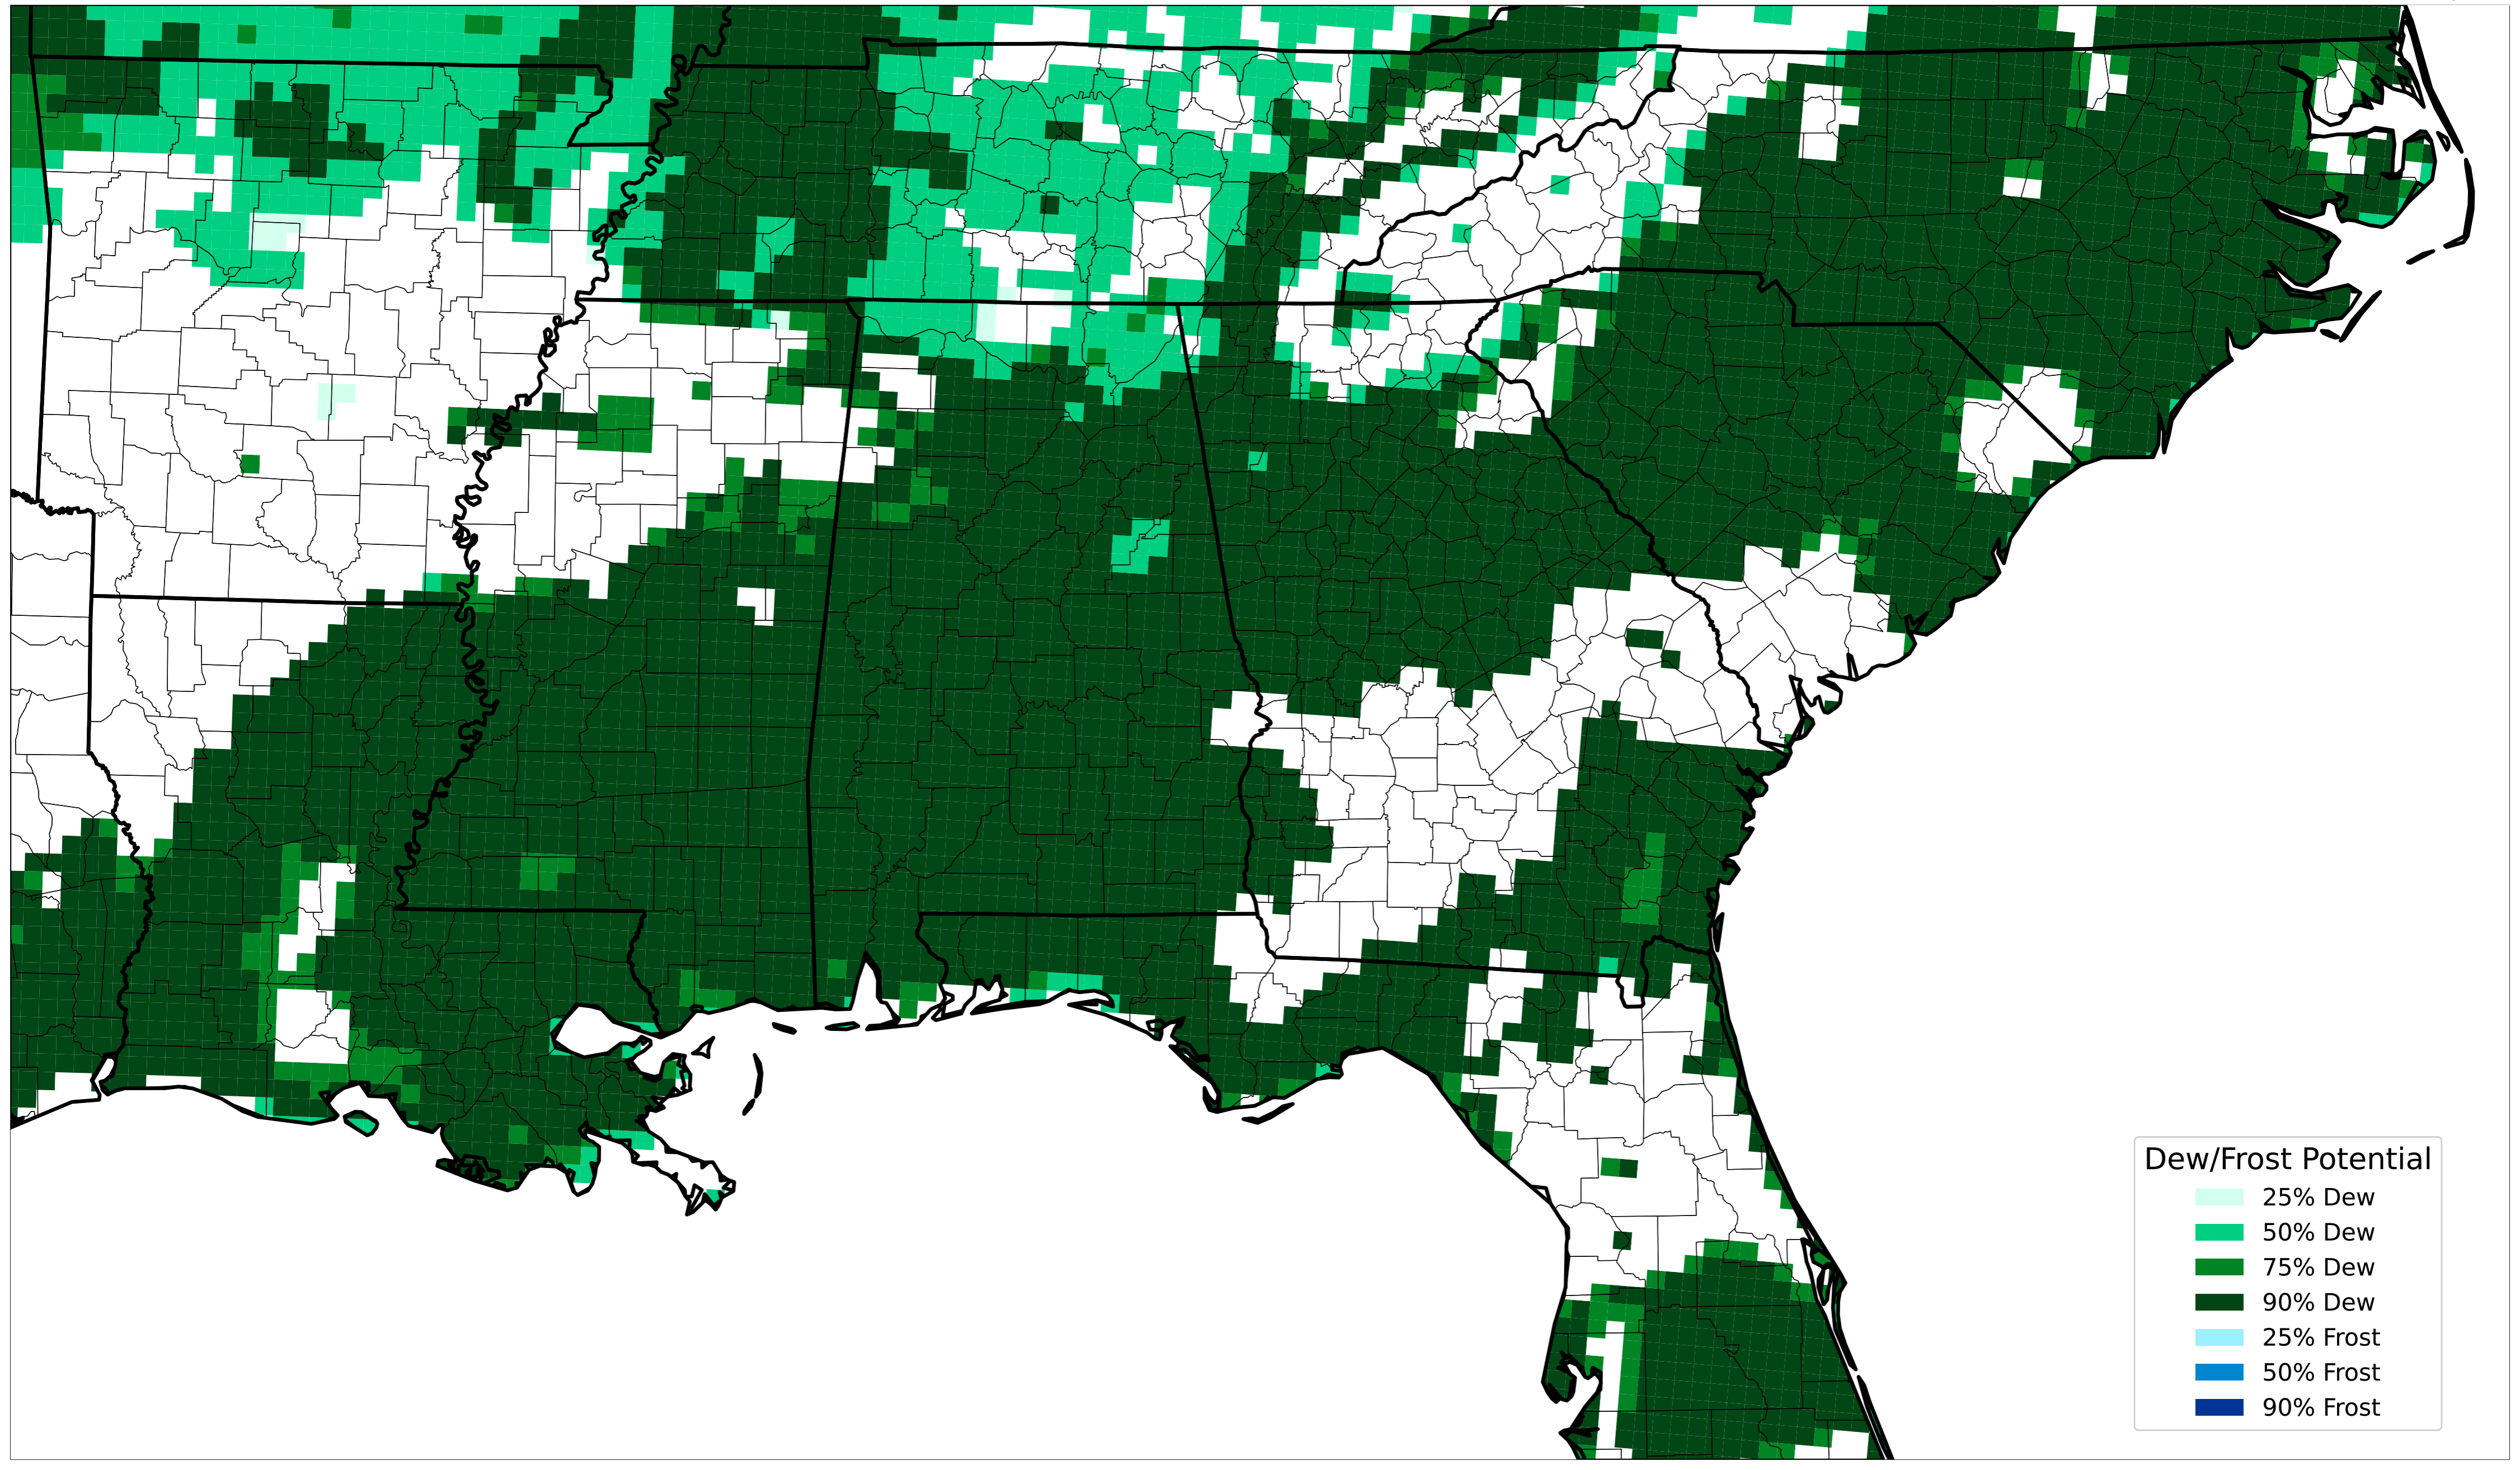 Dew/Frost Potential
25% Dew
50% Dew
75% Dew
90% Dew
25% Frost
50% Frost
90% Frost